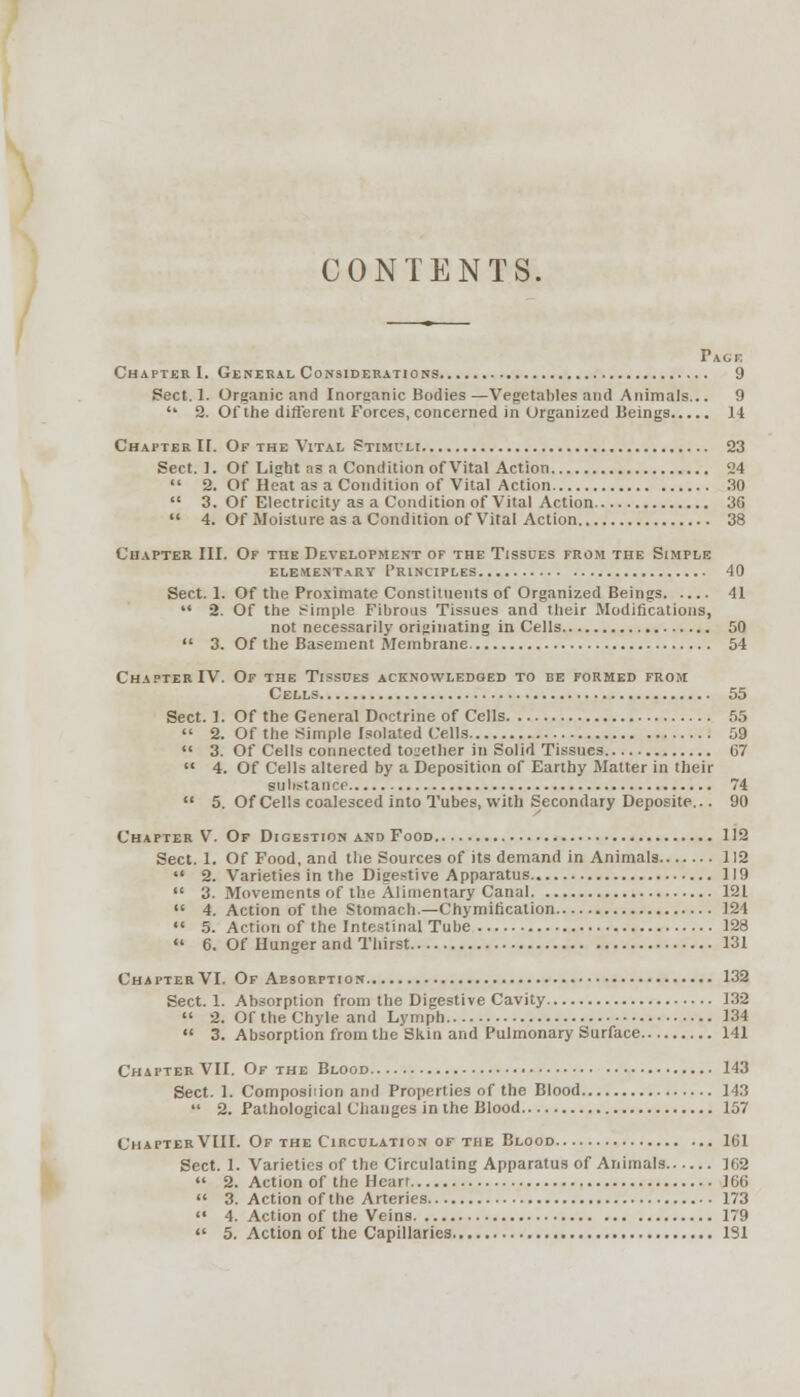 CONTENTS.
Page
Chapter I. General Considerations........ 9
Sect. 1. Organic and Inorganic Bodies—Vegetables and Animals... 9
“ 2. Of the different Forces, concerned in Organized Beings..... 14
Chapter II. Of the Vital Stimuli........ 23
Sect. 1. Of Light as a Condition of Vital Action........ 24
“ 2. Of Heat as a Condition of Vital Action........ 30
“ 3. Of Electricity as a Condition of Vital Action........ 36
“ 4. Of Moisture as a Condition of Vital Action........ 38
Chapter III. Of the Development of the Tissues from the Simple
elementary Principles........ 40
Sect. 1. Of the Proximate Constituents of Organized Beings...... 41
“ 2. Of the Simple Fibrous Tissues and their Modifications,
not necessarily originating in Cells........ 50
“ 3. Of the Basement Membrane........ 54
Chapter IV. Of the Tissues acknowledged to be formed from
Cells........ 55
Sect. 1. Of the General Doctrine of Cells........ 55
“ 2. Of the Simple Isolated Cells........ 59
“ 3. Of Cells connected together in Solid Tissues........ 67
“ 4. Of Cells altered by a Deposition of Earthy Matter in their
substance........ 74
“ 5. Of Cells coalesced into Tubes, with Secondary Deposite... 90
Chapter V. Of Digestion and Food........ 112
Sect. 1. Of Food, and the Sources of its demand in Animals....... 112
“ 2. Varieties in the Digestive Apparatus........ 119
“ 3. Movements of the Alimentary Canal........ 121
“ 4. Action of the Stomach.—Chymification........ 124
“ 5. Action of the Intestinal Tube........ 128
“ 6. Of Hunger and Thirst........ 131
Chapter VI. Of Absorption........ 132
Sect. 1. Absorption from the Digestive Cavity........ 132
“ 2. Of the Chyle and Lymph........ 134
“ 3. Absorption from the Skin and Pulmonary Surface........ 141
Chapter VII. Of the Blood........ 143
Sect. 1. Composition and Properties of the Blood........ 143
“ 2. Pathological Changes in the Blood........ 157
Chapter VIII. Of the Circulation of the Blood........ 161
Sect. 1. Varieties of the Circulating Apparatus of Animals...... 162
“ 2. Action of the Heart........ 166
“ 3. Action of the Arteries........ 173
“ 4. Action of the Veins........ 179
“ 5. Action of the Capillaries........ 181